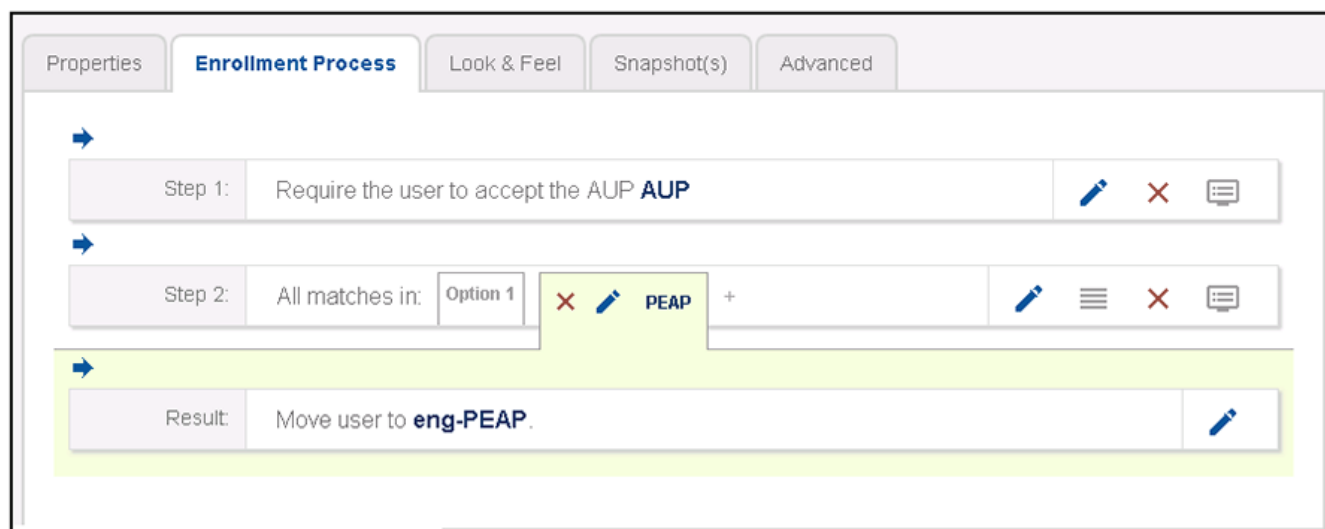 Properties Enrollment Process Look & Feel Snapshot(s) Advanced
Step 1: Require the user to accept the AUP AUP
Step 2: All matches in: Option 1 PEAP +
Result: Move user to eng-PEAP.